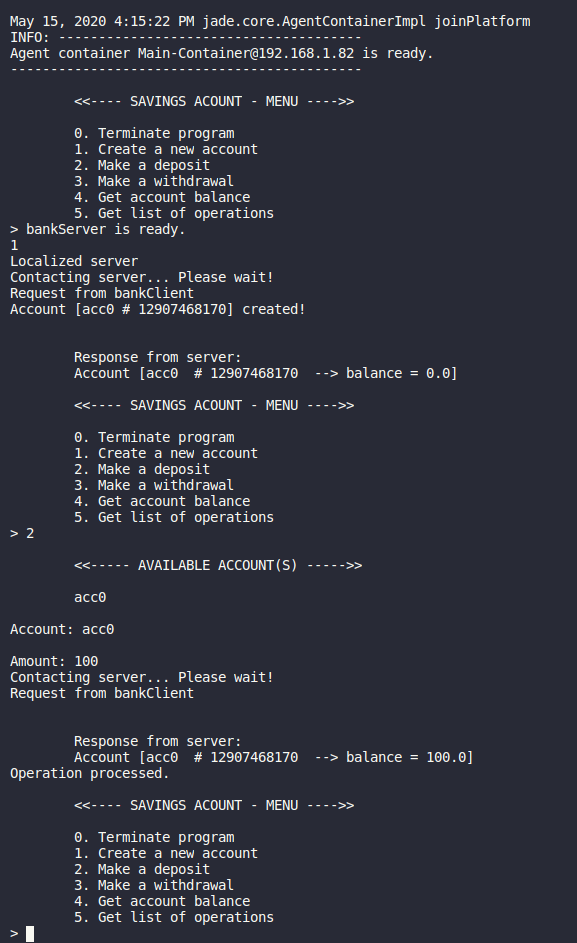 May 15, 2020 4:15:22 PM jade.core.AgentContainerImpl joinPlatform
INFO: --------------------------------------
Agent container Main-Container@192.168.1.82 is ready.
--------------------------------------------
<<---- SAVINGS ACOUNT - MENU ---->>
0. Terminate program
1. Create a new account
2. Make a deposit
3. Make a withdrawal
4. Get account balance
5. Get list of operations
> bankServer is ready.
1
Localized server
Contacting server... Please wait!
Request from bankClient
Account [acc0 # 12907468170] created!
Response from server:
Account [acc0  # 12907468170  --> balance = 0.0]
<<---- SAVINGS ACOUNT - MENU ---->>
0. Terminate program
1. Create a new account
2. Make a deposit
3. Make a withdrawal
4. Get account balance
5. Get list of operations
> 2
<<----- AVAILABLE ACCOUNT(S) ----->>
acc0
Account: acc0
Amount: 100
Contacting server... Please wait!
Request from bankClient
Response from server:
Account [acc0  # 12907468170  --> balance = 100.0]
Operation processed.
<<---- SAVINGS ACOUNT - MENU ---->>
0. Terminate program
1. Create a new account
2. Make a deposit
3. Make a withdrawal
4. Get account balance
5. Get list of operations
>